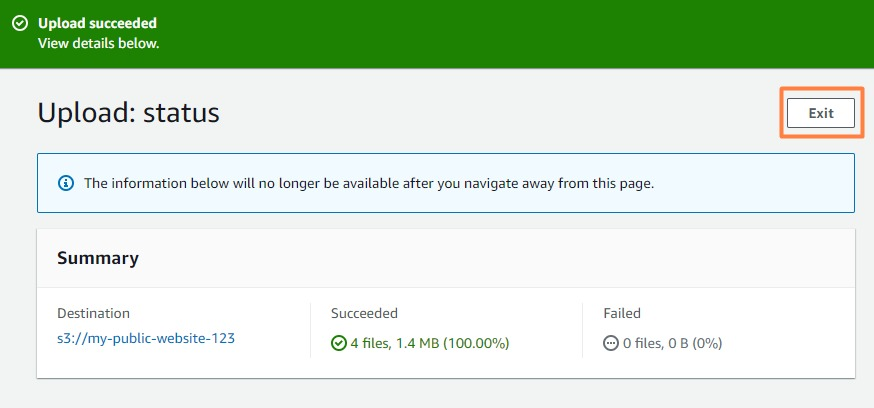 Upload succeeded
View details below.
Upload: status
Exit
The information below will no longer be available after you navigate away from this page.
Summary
Destination
s3://my-public-website-123
Succeeded
4 files, 1.4 MB (100.00%)
Failed
0 files, 0 B (0%)